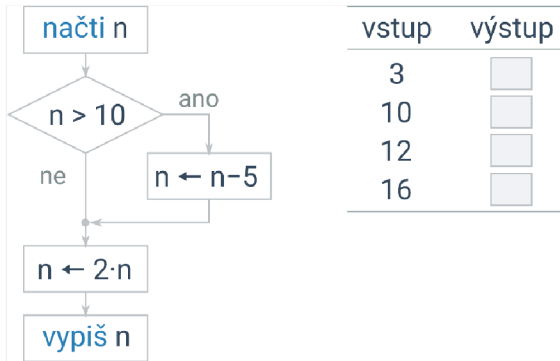 načti n
n > 10
ano
ne
n ← n−5
n ← 2·n
vypiš n
vstup výstup
3
10
12
16